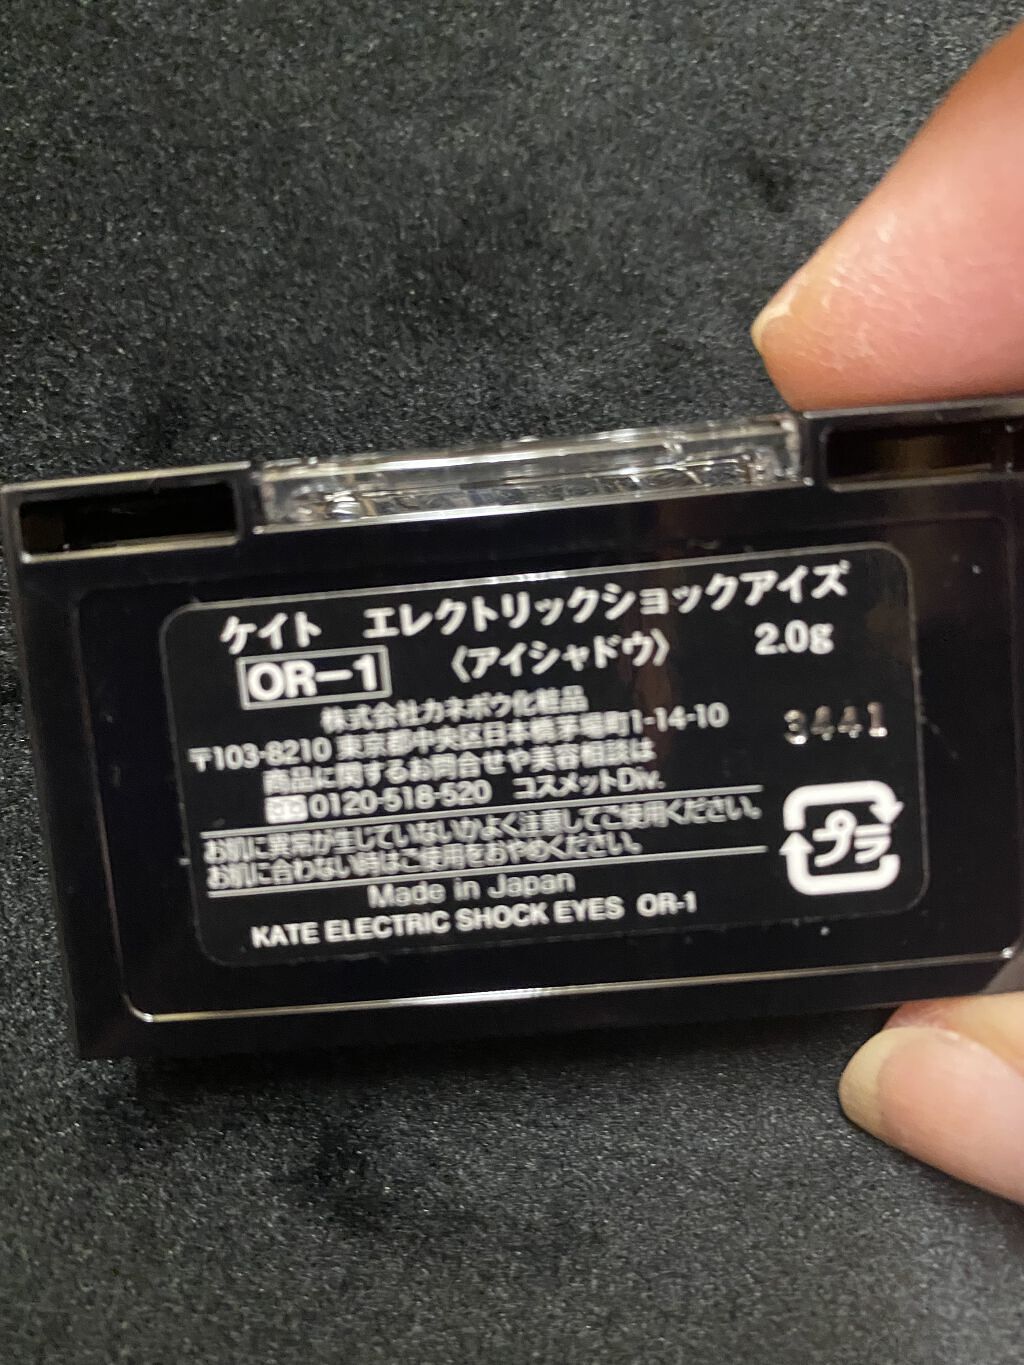 ケイト エレクトリックショックアイズ
OR-1 〈アイシャドウ〉 2.0g
株式会社カネボウ化粧品
〒103-8210 東京都中央区日本橋茅場町1-14-10
3441
商品に関するお問合せや美容相談は
0120-518-520 コスメットDiv.
お肌に異常が生じていないかよく注意してご使用ください。
お肌に合わない時はご使用をおやめください。
プラ
Made in Japan
KATE ELECTRIC SHOCK EYES OR-1